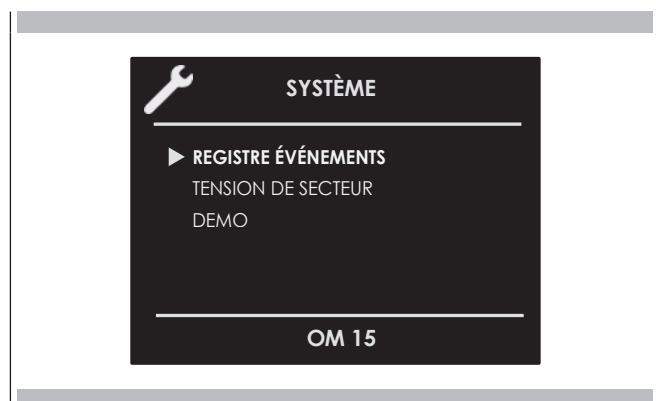 SYSTÈME
REGISTRE ÉVÉNEMENTS
TENSION DE SECTEUR
DEMO
OM 15